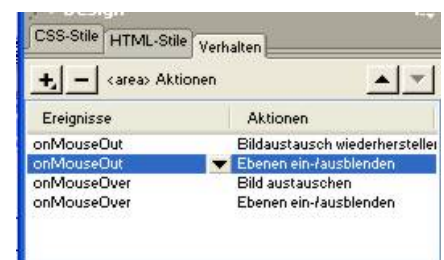 Design
CSS-Stile HTML-Stile Verhalten
<area> Aktionen
Ereignisse Aktionen
onMouseOut Bildaustausch wiederhersteller
onMouseOut Ebenen ein-/ausblenden
onMouseOver Bild austauschen
onMouseOver Ebenen ein-/ausblenden